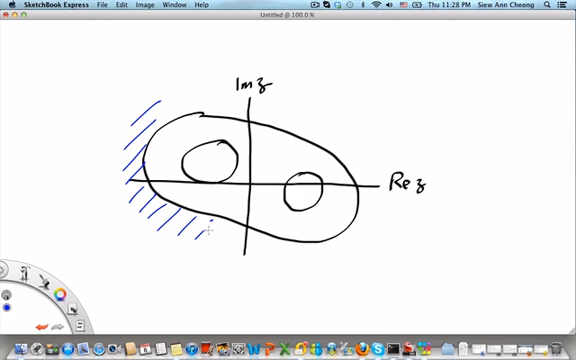 SketchBook Express File Edit Image Window Help Thu 11:28 PM Siew Ann Cheong
Untitled @ 100.0 %
Im z
Re z